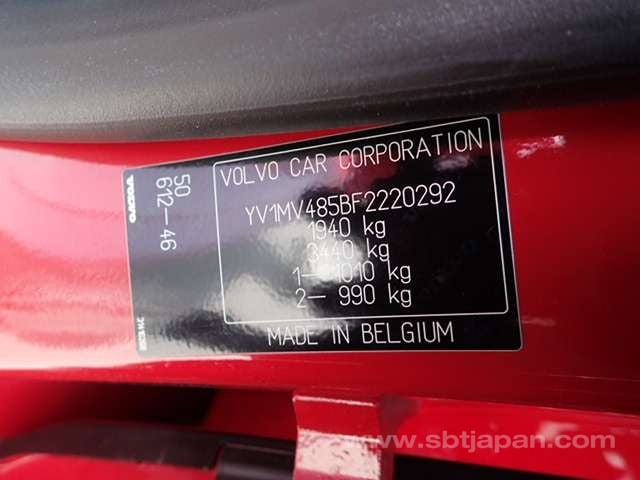 VOLVO CAR CORPORATION
YV1MV485BF2220292
1940 kg
3440 kg
1– 1010 kg
2– 990 kg
MADE IN BELGIUM
VOLVO
50
612–46
www.sbtjapan.com